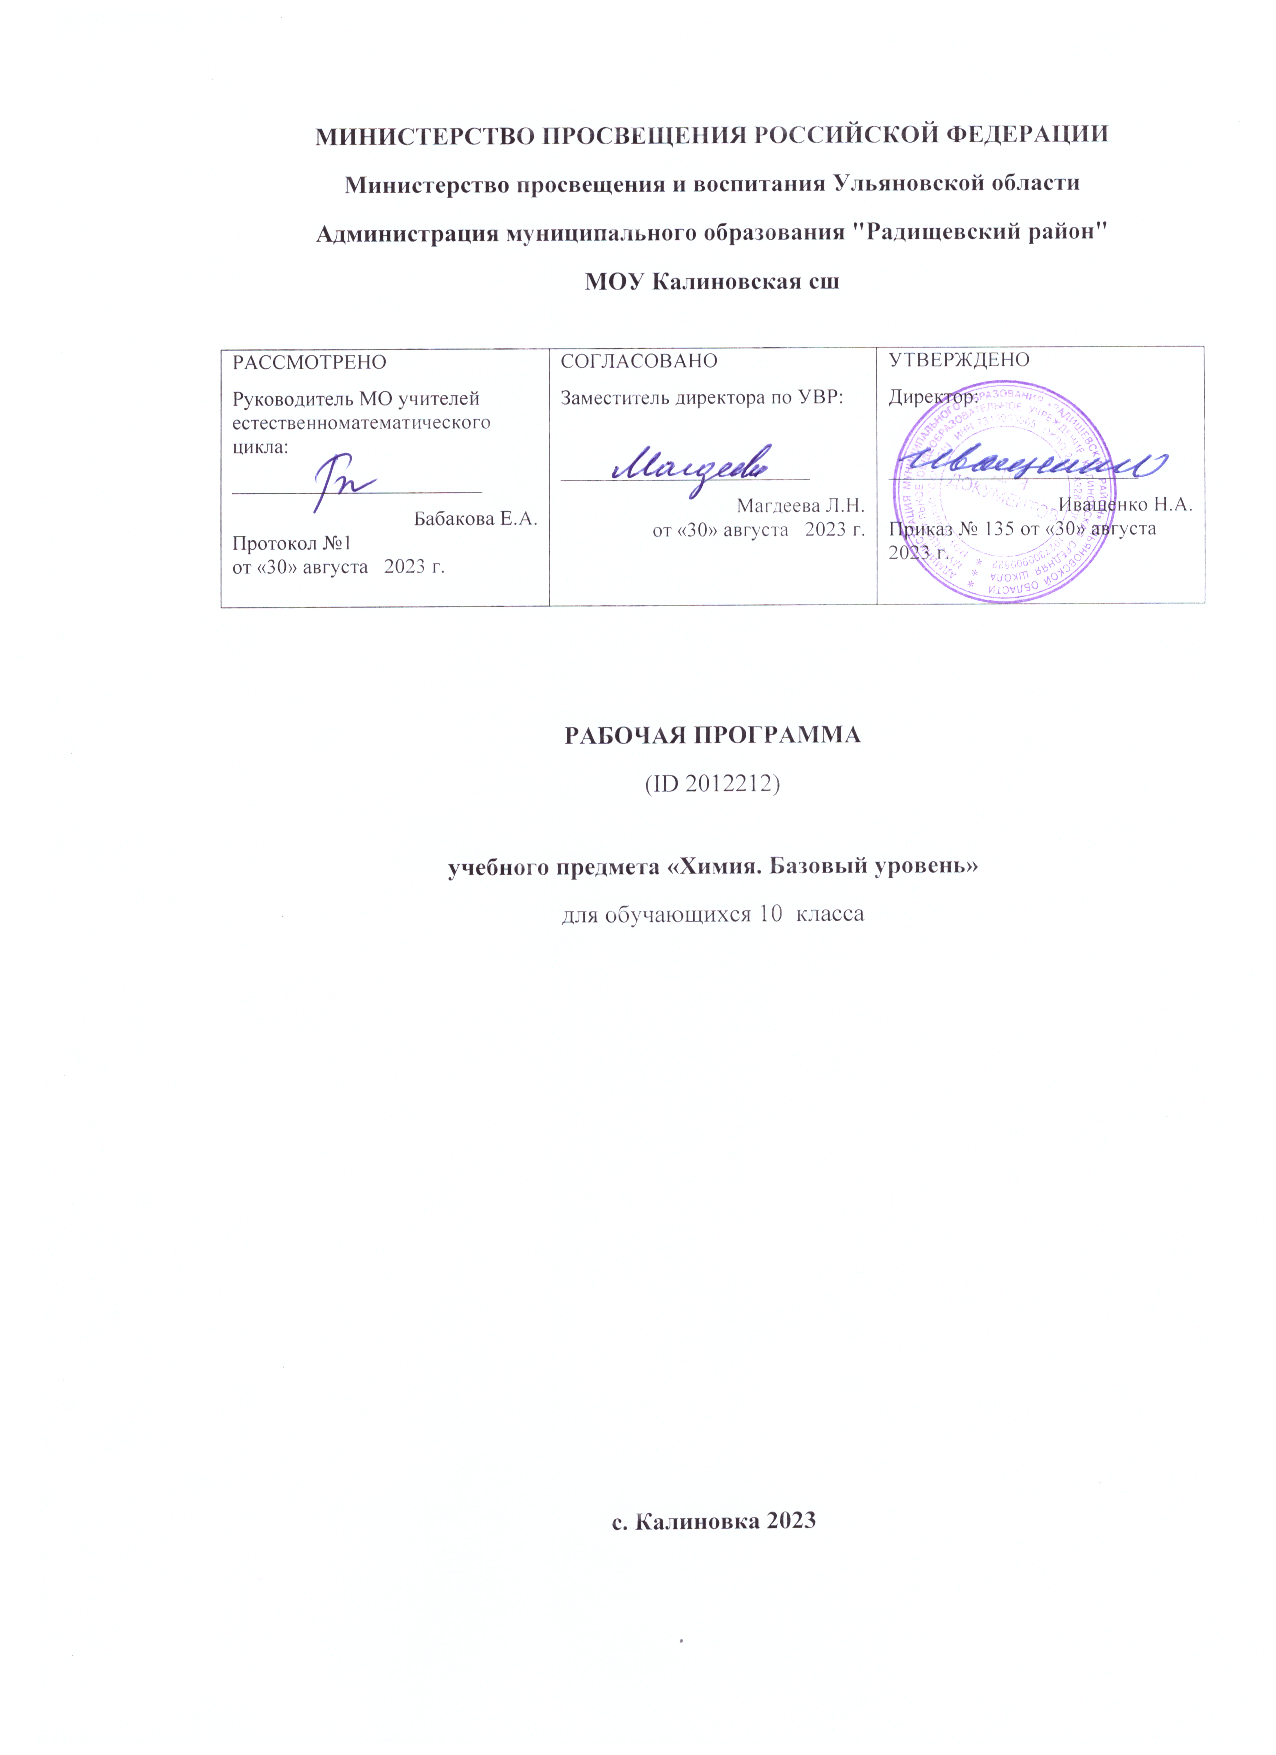 МИНИСТЕРСТВО ПРОСВЕЩЕНИЯ РОССИЙСКОЙ ФЕДЕРАЦИИ
Министерство просвещения и воспитания Ульяновской области
Администрация муниципального образования "Радищевский район"
МОУ Калиновская сш
РАССМОТРЕНО
Руководитель МО учителей
естественноматематического
цикла:
Бабакова Е.А.
Протокол №1
от «30» августа 2023 г.
СОГЛАСОВАНО
Заместитель директора по УВР:
Магдеева Л.Н.
от «30» августа 2023 г.
УТВЕРЖДЕНО
Директор:
Иващенко Н.А.
Приказ № 135 от «30» августа
2023 г.
РАБОЧАЯ ПРОГРАММА
(ID 2012212)
учебного предмета «Химия. Базовый уровень»
для обучающихся 10 класса
с. Калиновка 2023